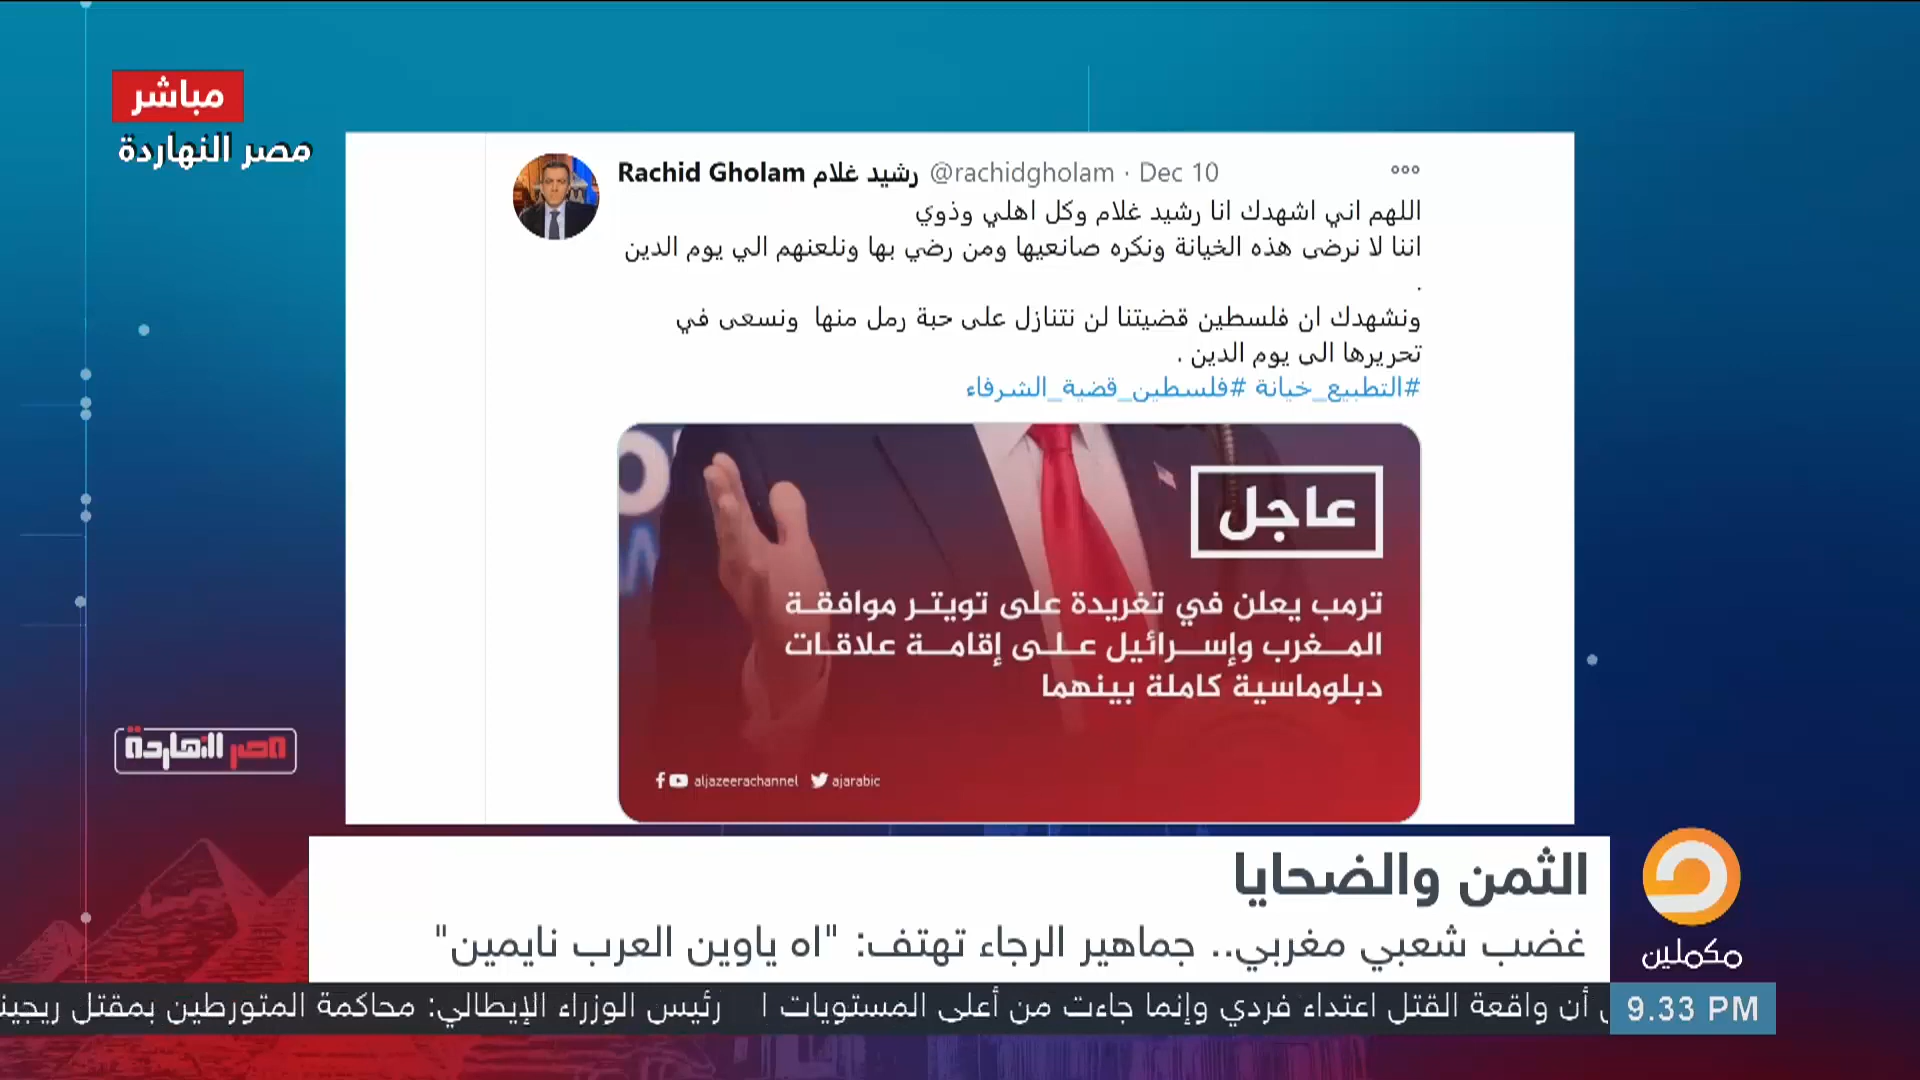 مباشر
مصر النهاردة
Rachid Gholam رشيد غلام @rachidgholam · Dec 10
اللهم اني اشهدك انا رشيد غلام وكل اهلي وذوي
اننا لا نرضى هذه الخيانة ونكره صانعيها ومن رضي بها ونلعنهم الي يوم الدين
.
ونشهدك ان فلسطين قضيتنا لن نتنازل على حبة رمل منها ونسعى في
تحريرها الى يوم الدين .
#التطبيع_خيانة #فلسطين_قضية_الشرفاء
عاجل
ترمب يعلن في تغريدة على تويتر موافقة
المغرب وإسرائيل على إقامة علاقات
دبلوماسية كاملة بينهما
aljazeerachannel ajarabic
مصر النهاردة
الثمن والضحايا
غضب شعبي مغربي.. جماهير الرجاء تهتف: "اه ياوين العرب نايمين"
مكملين
أن واقعة القتل اعتداء فردي وإنما جاءت من أعلى المستويات ا رئيس الوزراء الإيطالي: محاكمة المتورطين بمقتل
9.33 PM